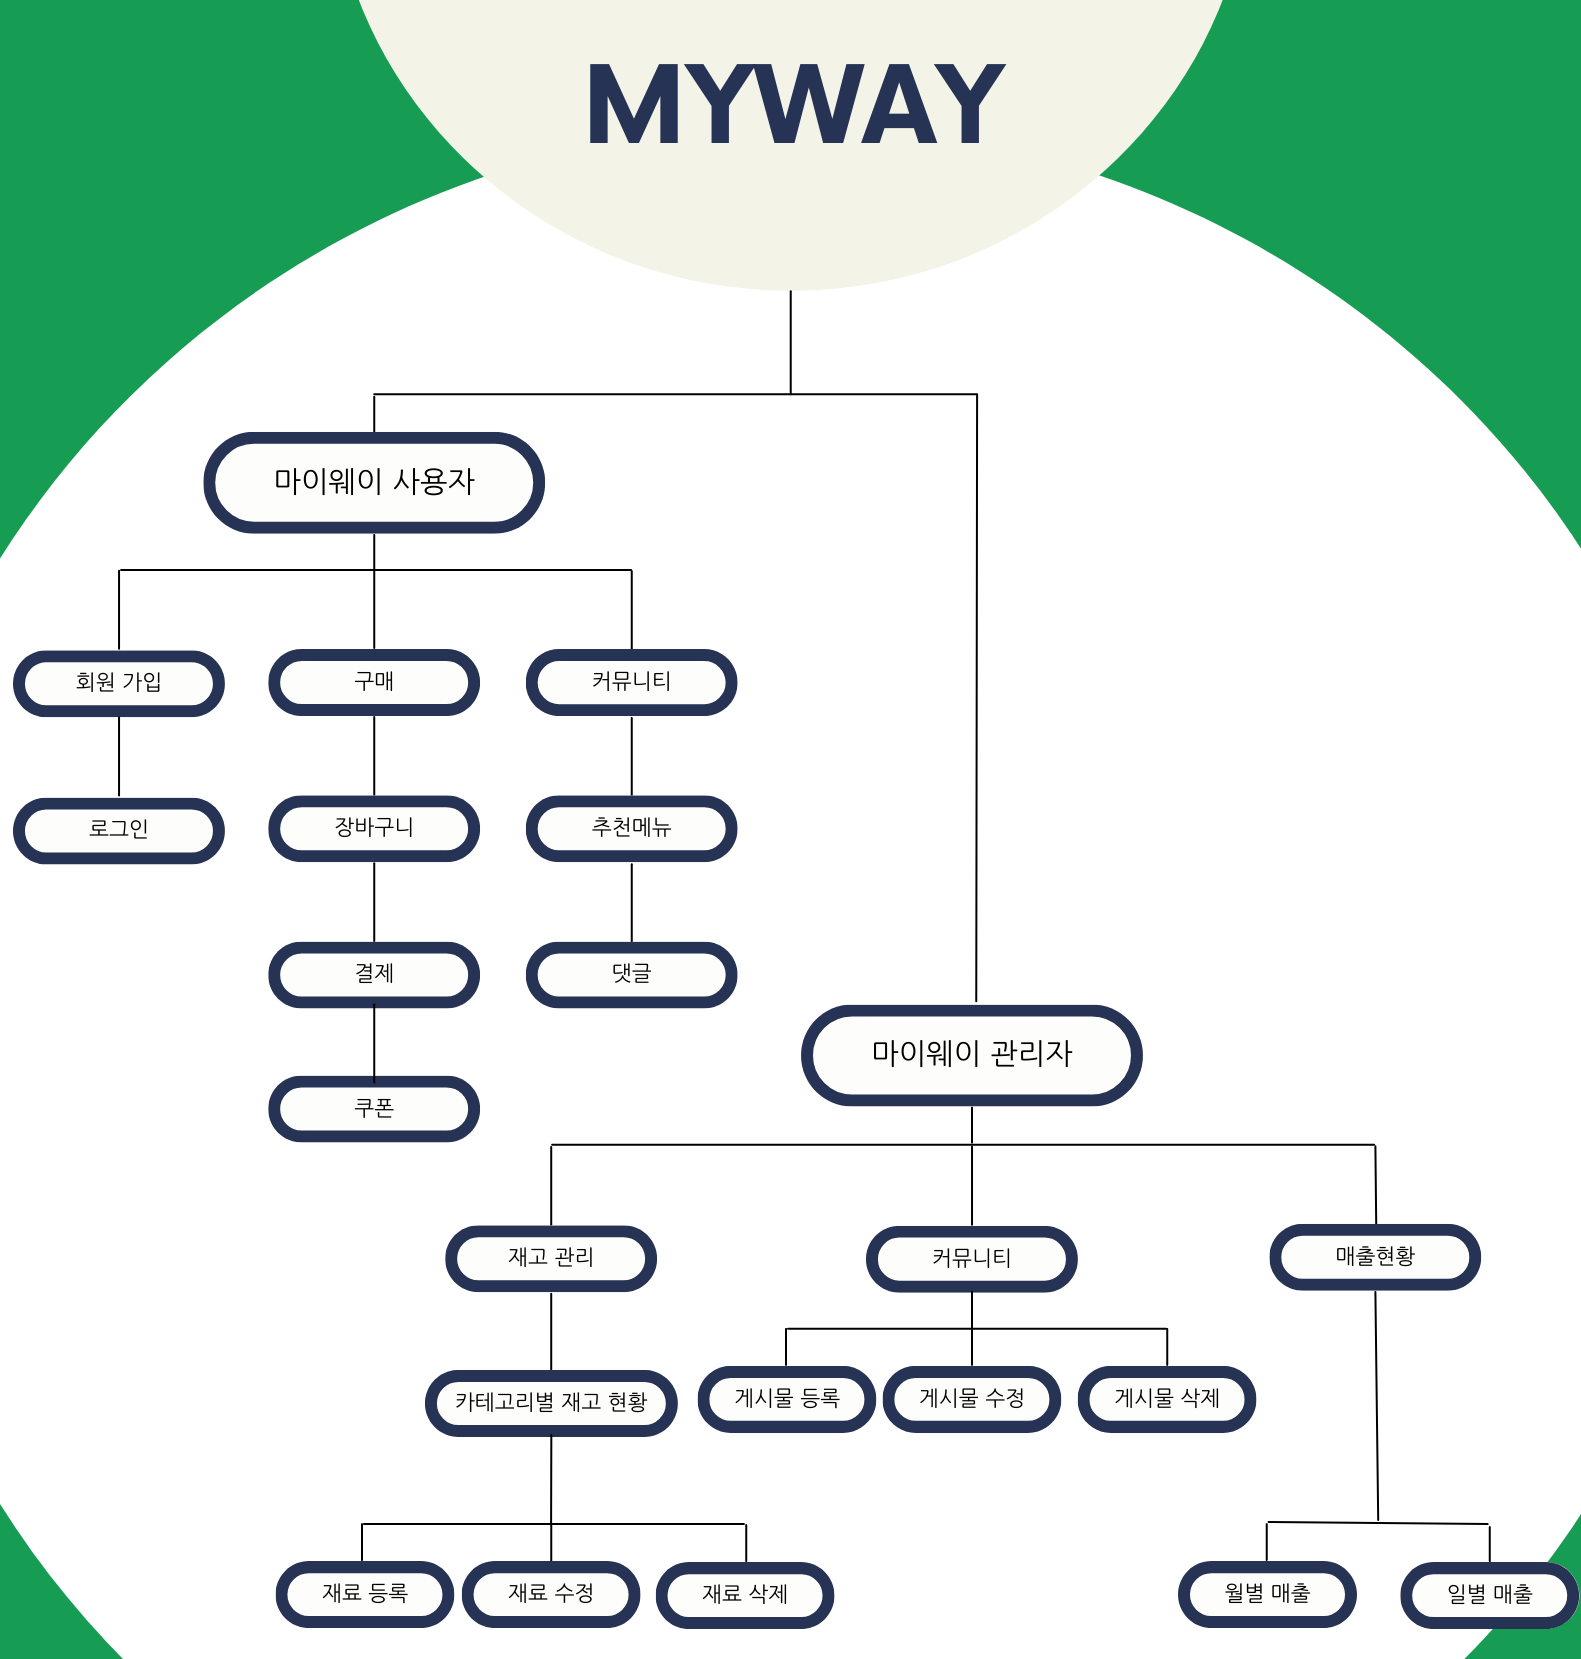 MYWAY
마이웨이 사용자
회원 가입
구매
커뮤니티
로그인
장바구니
추천메뉴
결제
댓글
쿠폰
마이웨이 관리자
재고 관리
커뮤니티
매출현황
카테고리별 재고 현황
게시물 등록
게시물 수정
게시물 삭제
재료 등록
재료 수정
재료 삭제
월별 매출
일별 매출